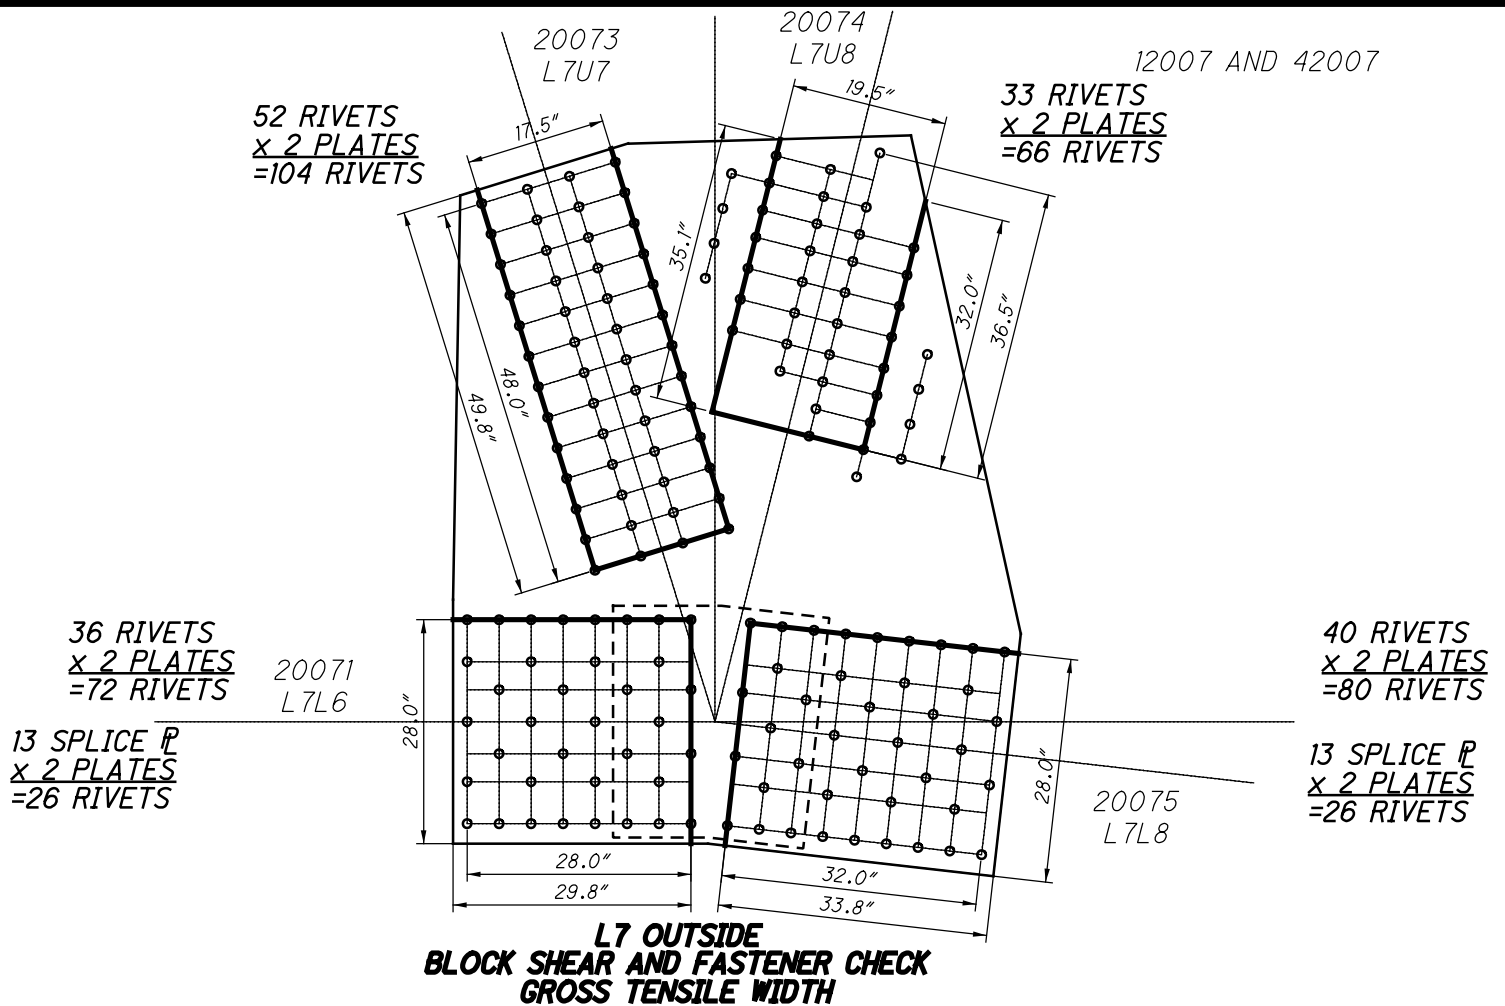 20073
L7U7
20074
L7U8
12007 AND 42007
52 RIVETS
x 2 PLATES
=104 RIVETS
17.5"
19.5"
33 RIVETS
x 2 PLATES
=66 RIVETS
35.1"
32.0"
36.5"
48.0"
49.8"
36 RIVETS
x 2 PLATES
=72 RIVETS
20071
L7L6
28.0"
13 SPLICE ⅊
x 2 PLATES
=26 RIVETS
40 RIVETS
x 2 PLATES
=80 RIVETS
13 SPLICE ⅊
x 2 PLATES
=26 RIVETS
28.0"
20075
L7L8
28.0"
29.8"
32.0"
33.8"
L7 OUTSIDE
BLOCK SHEAR AND FASTENER CHECK
GROSS TENSILE WIDTH